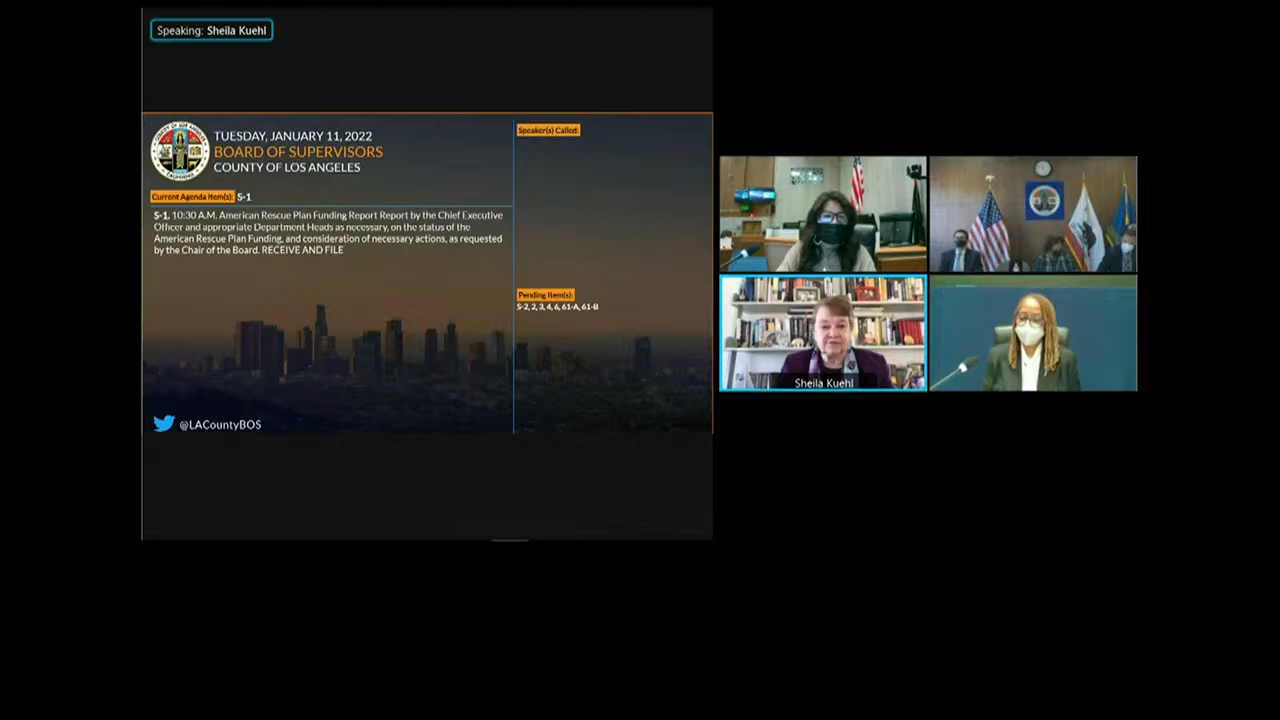 Speaking: Sheila Kuehl
TUESDAY, JANUARY 11, 2022
BOARD OF SUPERVISORS
COUNTY OF LOS ANGELES
Current Agenda Item(s): S-1
S-1. 10:30 A.M. American Rescue Plan Funding Report Report by the Chief Executive
Officer and appropriate Department Heads as necessary, on the status of the
American Rescue Plan Funding, and consideration of necessary actions, as requested
by the Chair of the Board. RECEIVE AND FILE
@LACountyBOS
Speaker(s) Called:
Pending Item(s):
S-2, 2, 3, 4, 6, 61-A, 61-B
Sheila Kuehl